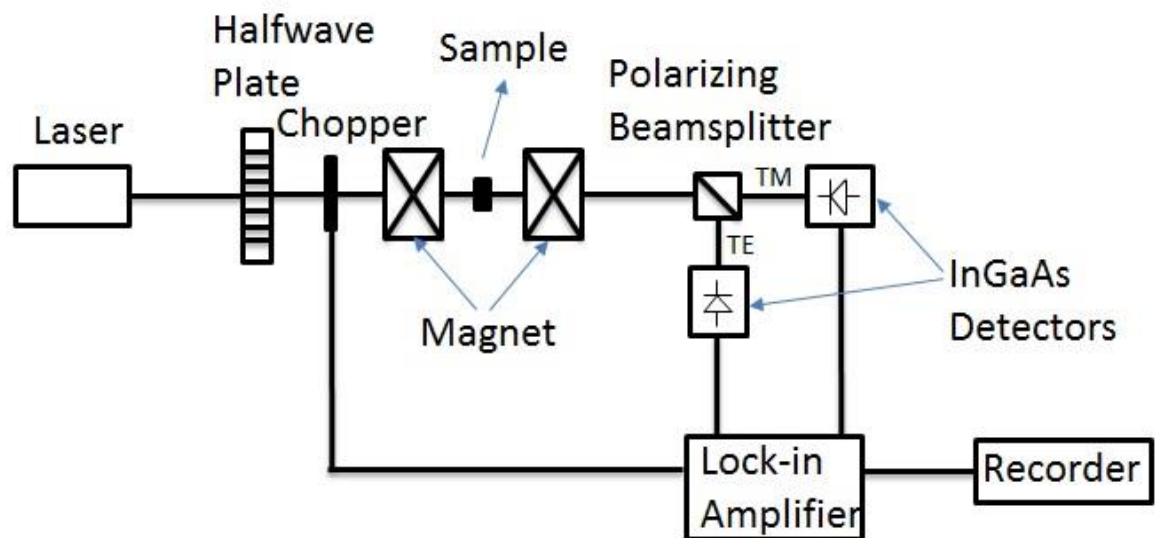 Halfwave
Plate
Sample
Polarizing
Beamsplitter
Laser
Chopper
TM
TE
InGaAs
Detectors
Magnet
Lock-in
Amplifier
Recorder